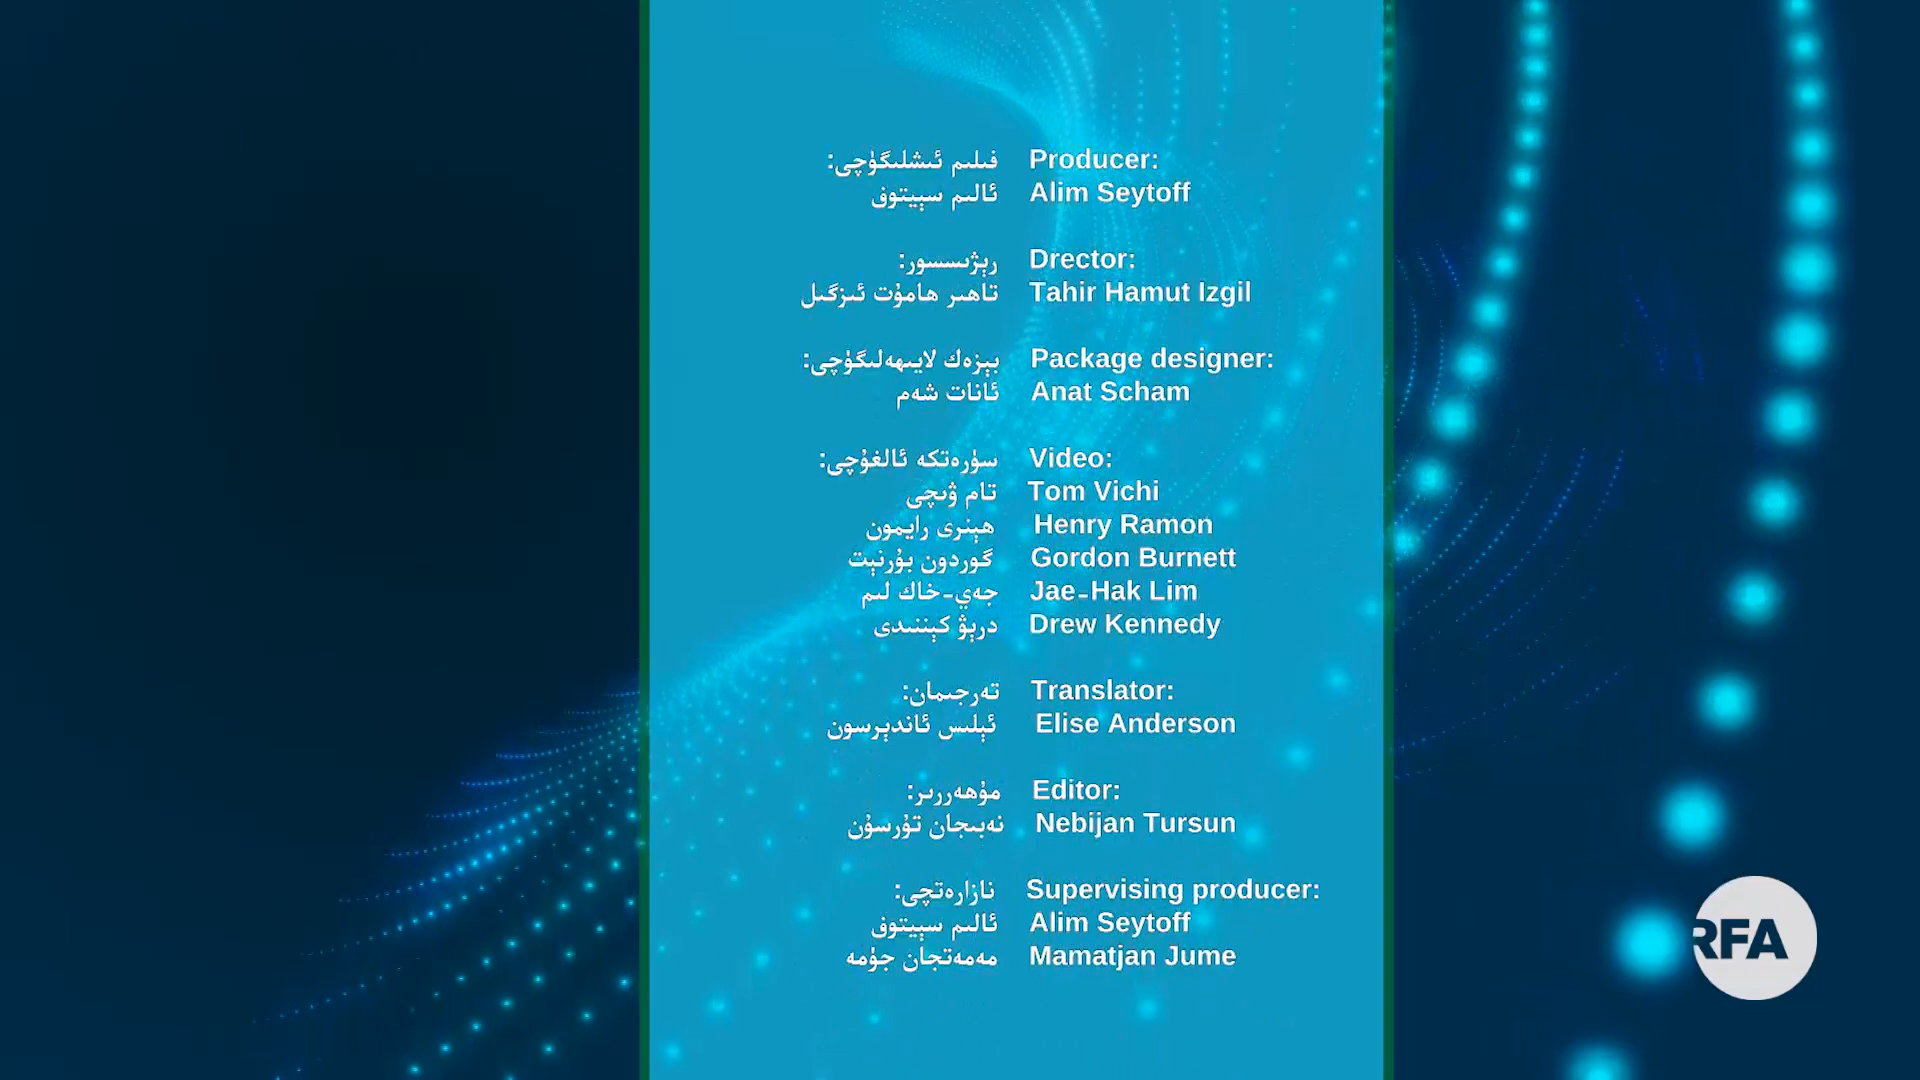 فىلىم ئىشلىگۈچى: Producer:
ئالىم سېيتوف Alim Seytoff
رېژىسسور: Drector:
تاھىر ھامۇت ئىزگىل Tahir Hamut Izgil
بېزەك لايىھەلىگۈچى: Package designer:
ئانات شەم Anat Scham
سۈرەتكە ئالغۇچى: Video:
تام ۋىچى Tom Vichi
ھېنرى رايمون Henry Ramon
گوردون بۇرنېت Gordon Burnett
جەي-خاك لىم Jae-Hak Lim
درېۋ كېننىدى Drew Kennedy
تەرجىمان: Translator:
ئېلىس ئاندېرسون Elise Anderson
مۇھەررىر: Editor:
نەبىجان تۇرسۇن Nebijan Tursun
نازارەتچى: Supervising producer:
ئالىم سېيتوف Alim Seytoff
مەمەتجان جۈمە Mamatjan Jume
RFA